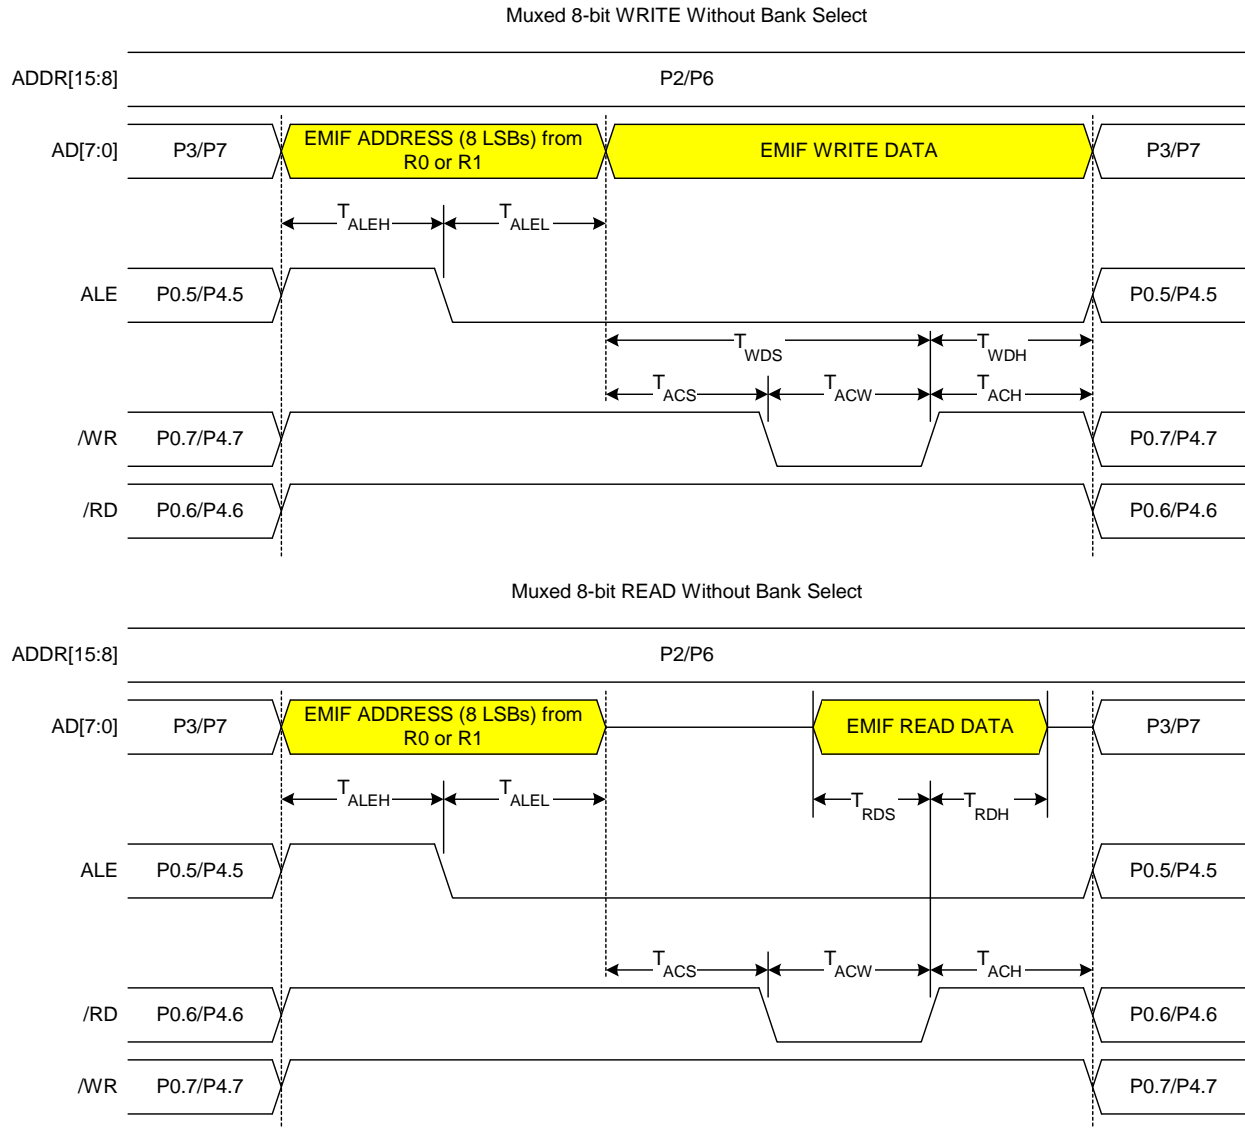 Muxed 8-bit WRITE Without Bank Select
ADDR[15:8] P2/P6
AD[7:0] P3/P7 EMIF ADDRESS (8 LSBs) from R0 or R1 EMIF WRITE DATA P3/P7
TALEH TALEL
ALE P0.5/P4.5 P0.5/P4.5
TWDS TWDH
TACS TACW TACH
/WR P0.7/P4.7 P0.7/P4.7
/RD P0.6/P4.6 P0.6/P4.6
Muxed 8-bit READ Without Bank Select
ADDR[15:8] P2/P6
AD[7:0] P3/P7 EMIF ADDRESS (8 LSBs) from R0 or R1 EMIF READ DATA P3/P7
TALEH TALEL TRDS TRDH
ALE P0.5/P4.5 P0.5/P4.5
TACS TACW TACH
/RD P0.6/P4.6 P0.6/P4.6
/WR P0.7/P4.7 P0.7/P4.7